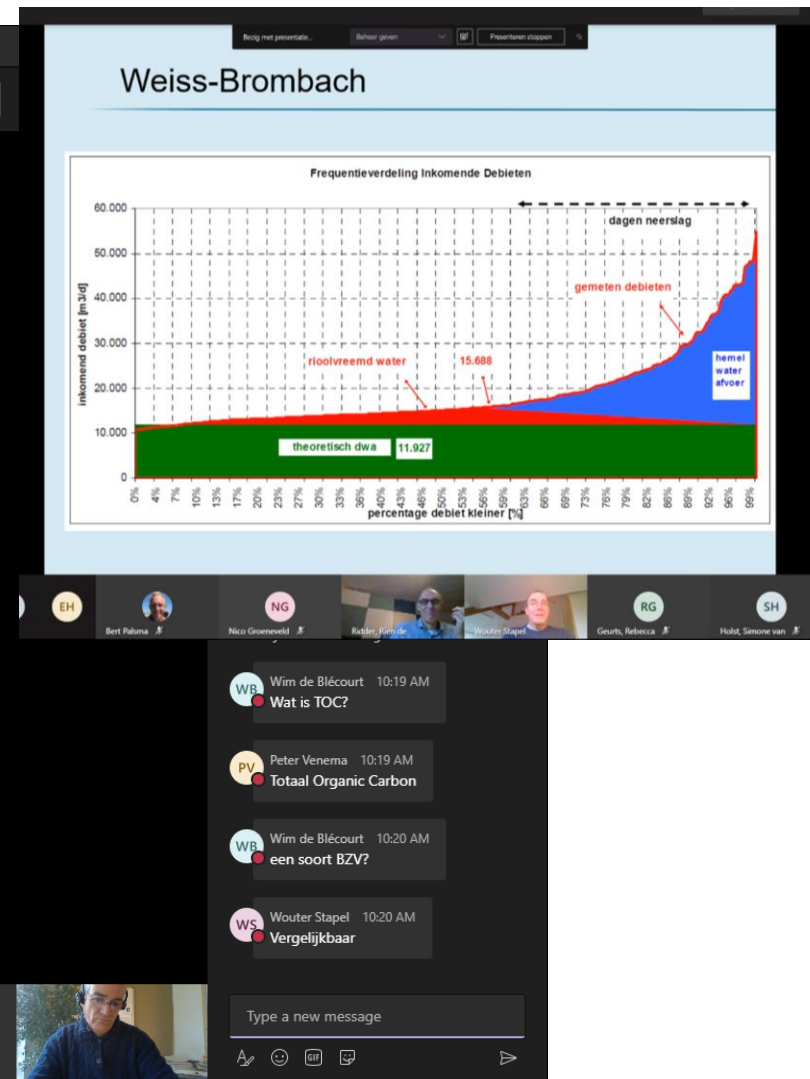 Bezig met presentatie...
Beheer geven
Presenteren stoppen
Weiss-Brombach
Frequentieverdeling Inkomende Debieten
60.000
50.000
40.000
30.000
20.000
10.000
0
inkomend debiet [m3/d]
dagen neerslag
gemeten debieten
rioolvreemd water
15.688
hemel
water
afvoer
theoretisch dwa
11.927
0% 4% 7% 10% 13% 17% 20% 23% 27% 30% 33% 36% 40% 43% 46% 50% 53% 56% 59% 63% 66% 69% 73% 76% 79% 82% 86% 89% 92% 96% 99%
percentage debiet kleiner [%]
EH
Bert Palsma
NG
Nico Groeneveld
Ridder, Rien de
Wouter Stapel
RG
Geurts, Rebecca
SH
Holst, Simone van
WB
Wim de Blécourt 10:19 AM
Wat is TOC?
PV
Peter Venema 10:19 AM
Totaal Organic Carbon
WB
Wim de Blécourt 10:20 AM
een soort BZV?
WS
Wouter Stapel 10:20 AM
Vergelijkbaar
Type a new message
GIF